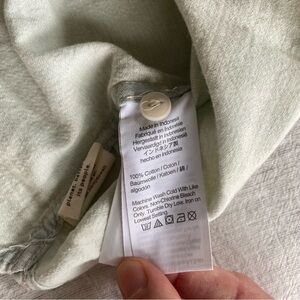 Made in Indonesia
Fabriqué en Indonésie
Hergestellt in Indonesien
Vervaardigd in Indonesië
インドネシア製
hecho en Indonesia
100% Cotton / Coton /
Baumwolle / Katoen / 綿 /
algodón
Machine Wash Cold With Like
Colors. Non-Chlorine Bleach
Only. Tumble Dry Low. Iron on
Low.
people